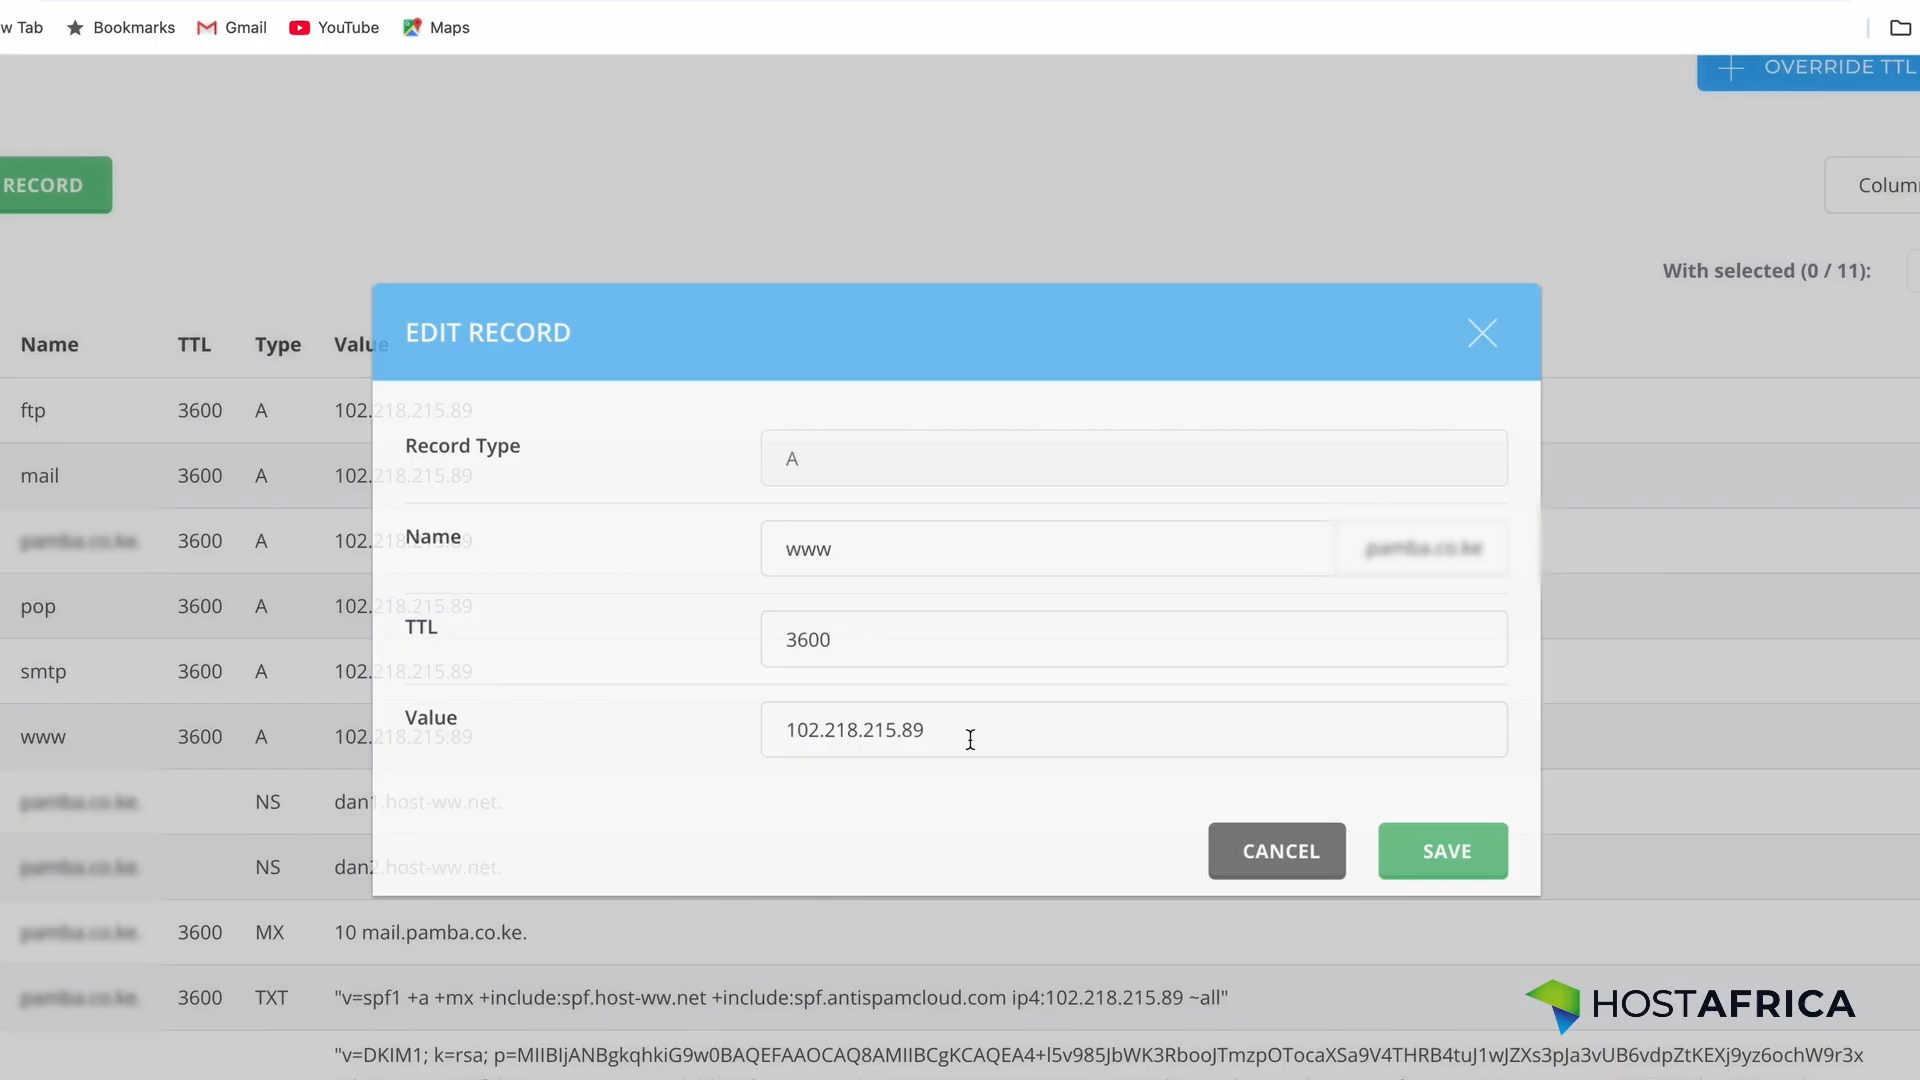 w Tab Bookmarks Gmail YouTube Maps
OVERRIDE TTL
RECORD
Colum
With selected (0 / 11):
Name TTL Type Value
EDIT RECORD
ftp 3600 A 102.218.215.89
Record Type A
mail 3600 A 102.218.215.89
Name www .pamba.co.ke
pamba.co.ke. 3600 A 102.218.215.89
pop 3600 A 102.218.215.89
TTL 3600
smtp 3600 A 102.218.215.89
Value 102.218.215.89
www 3600 A 102.218.215.89
pamba.co.ke. NS dan1.host-ww.net.
CANCEL SAVE
pamba.co.ke. NS dan2.host-ww.net.
pamba.co.ke. 3600 MX 10 mail.pamba.co.ke.
pamba.co.ke. 3600 TXT "v=spf1 +a +mx +include:spf.host-ww.net +include:spf.antispamcloud.com ip4:102.218.215.89 ~all"
HOSTAFRICA
"v=DKIM1; k=rsa; p=MIIBIjANBgkqhkiG9w0BAQEFAAOCAQ8AMIIBCgKCAQEA4+l5v985JbWK3RbooJTmzpOTocaXSa9V4THRB4tuJ1wJZXs3pJa3vUB6vdpZtKEXj9yz6ochW9r3x